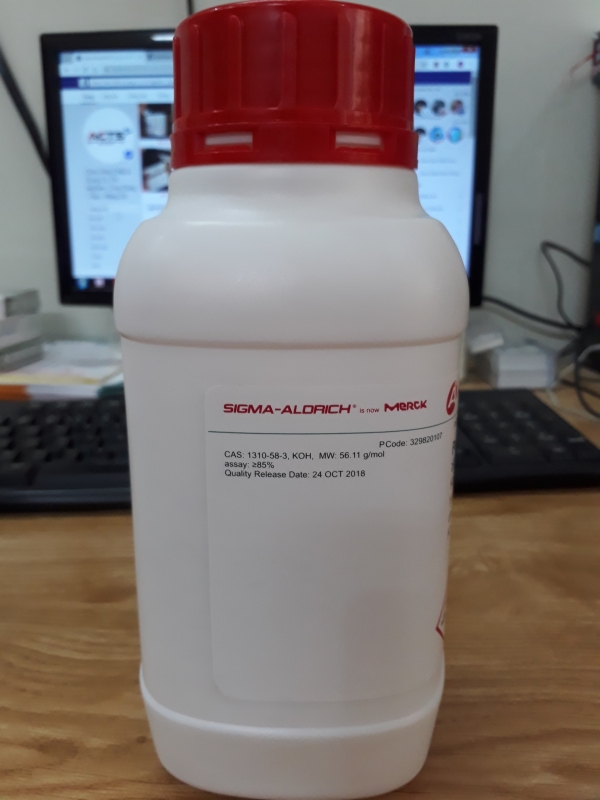 ACTS
SIGMA-ALDRICH® is now MERCK
P Code: 329820107
CAS: 1310-58-3, KOH, MW: 56.11 g/mol
assay: ≥85%
Quality Release Date: 24 OCT 2018